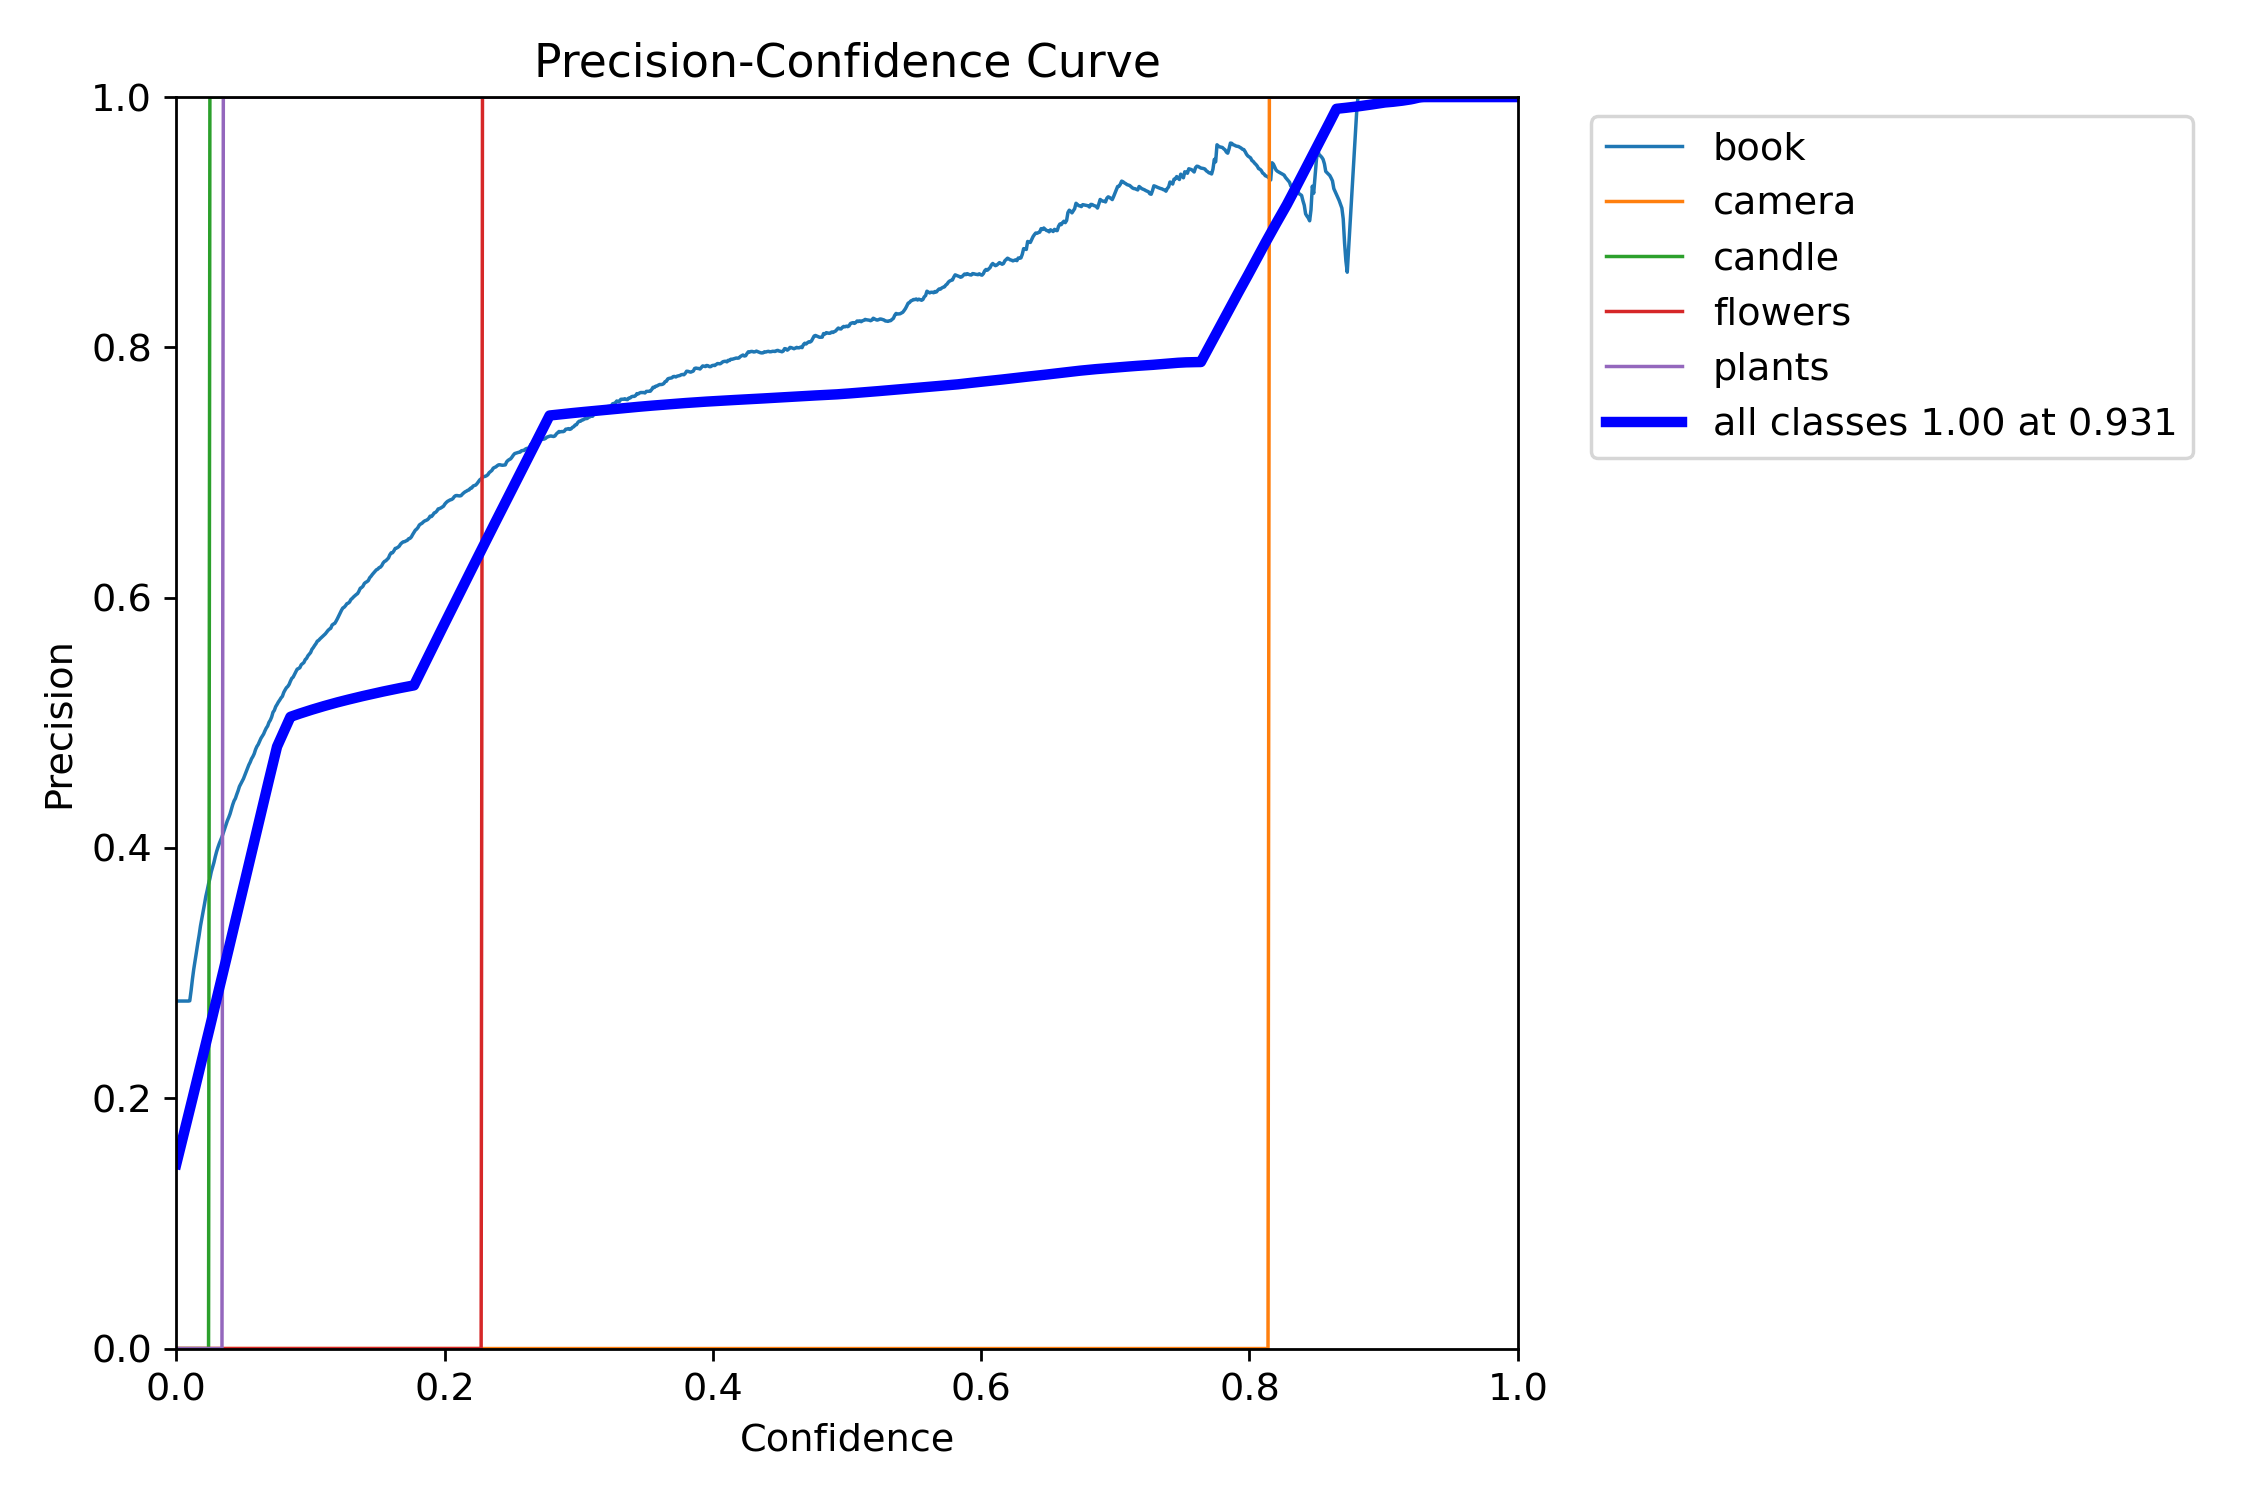 Precision-Confidence Curve
1.0
0.8
0.6
0.4
0.2
0.0
Precision
0.0 0.2 0.4 0.6 0.8 1.0
Confidence
book
camera
candle
flowers
plants
all classes 1.00 at 0.931